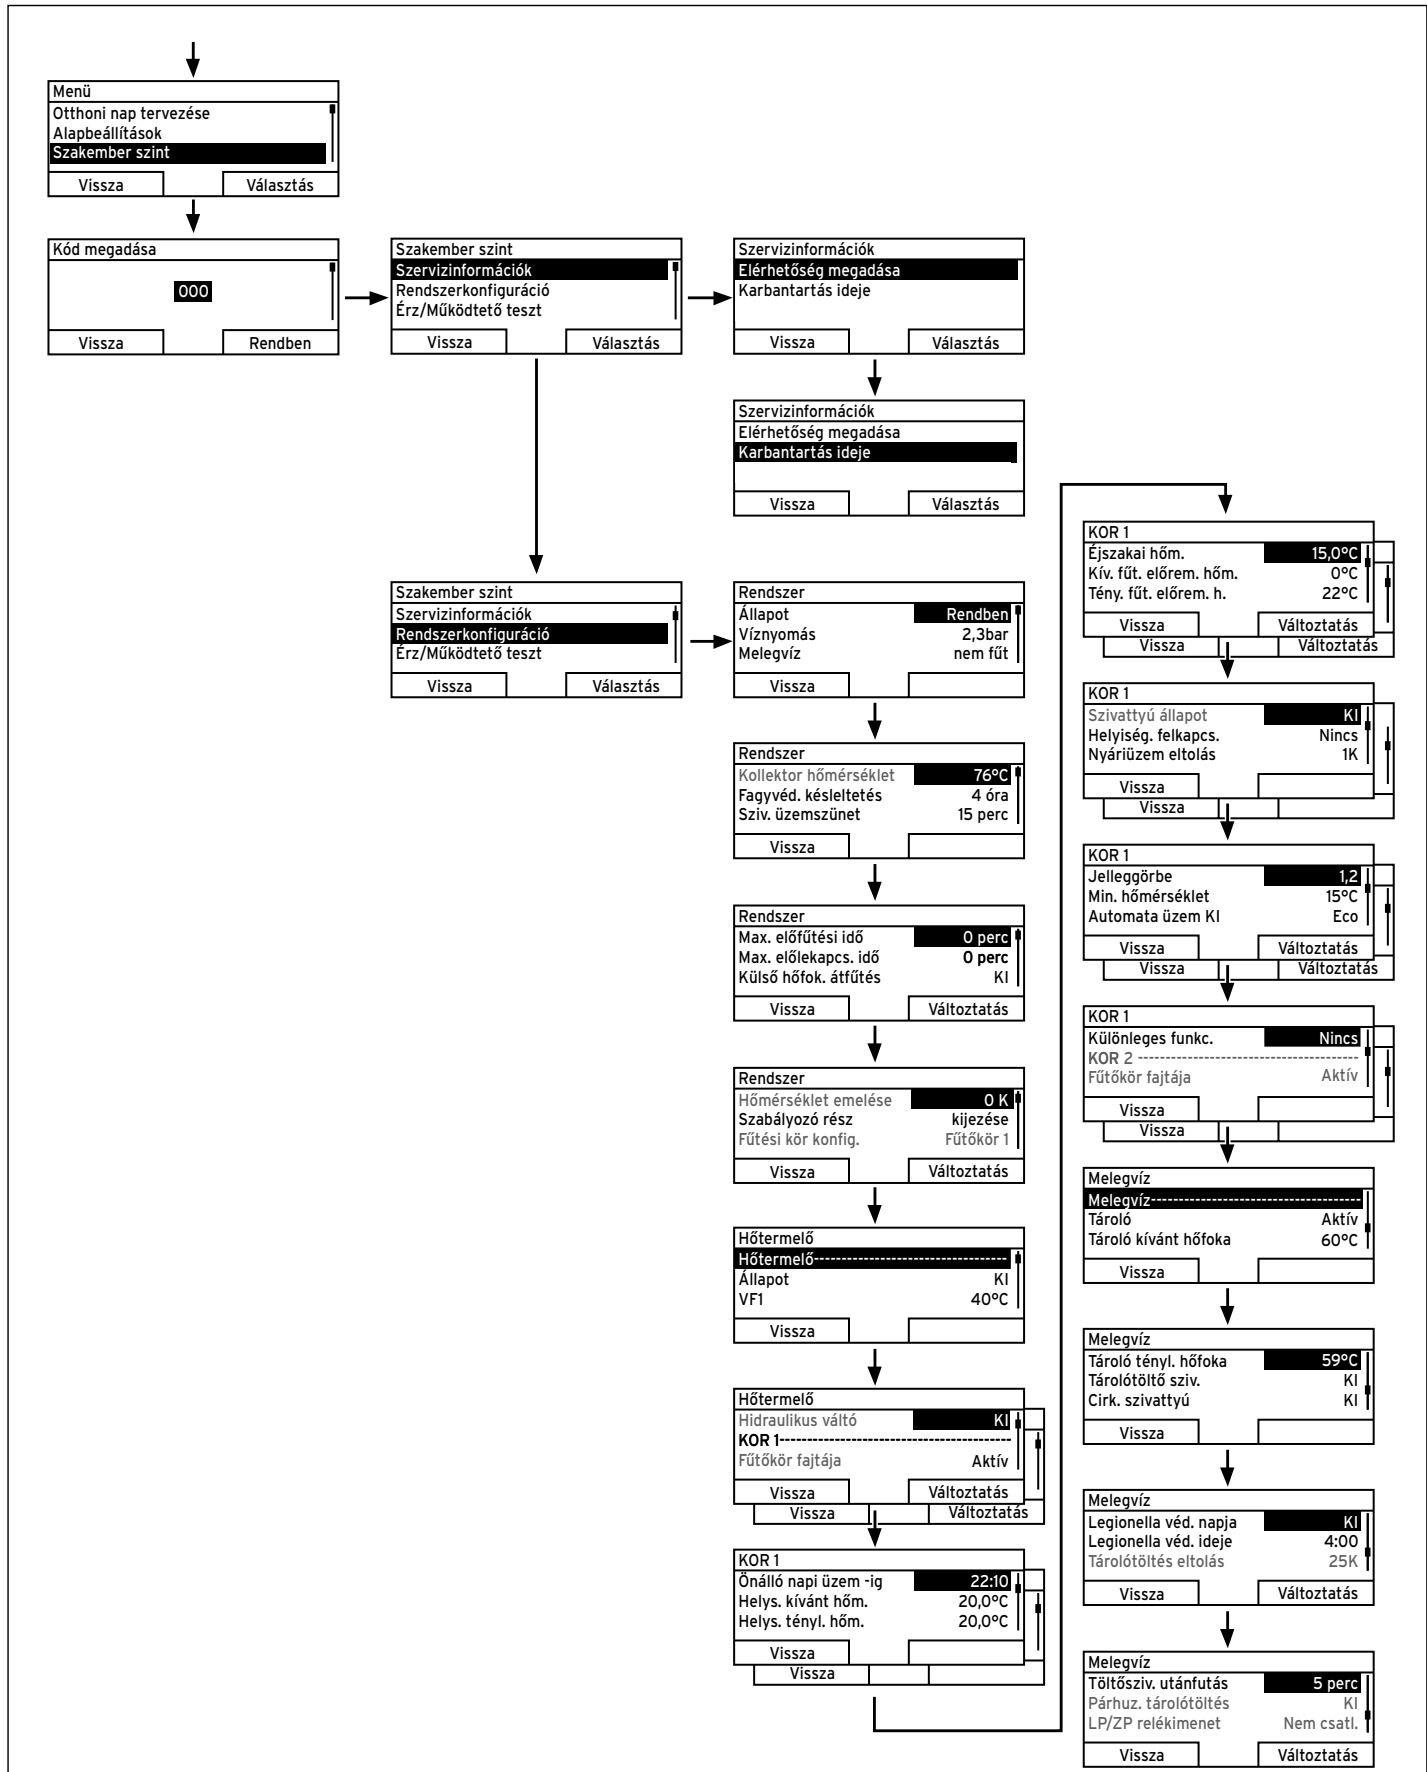 Menü
Otthoni nap tervezése
Alapbeállítások
Szakember szint
Vissza Választás
Kód megadása
000
Vissza Rendben
Szakember szint
Szervizinformációk
Rendszerkonfiguráció
Érz/Működtető teszt
Vissza Választás
Szervizinformációk
Elérhetőség megadása
Karbantartás ideje
Vissza Választás
Szervizinformációk
Elérhetőség megadása
Karbantartás ideje
Vissza Választás
Szakember szint
Szervizinformációk
Rendszerkonfiguráció
Érz/Működtető teszt
Vissza Választás
Rendszer
Állapot Rendben
Víznyomás 2,3bar
Melegvíz nem fűt
Vissza
Rendszer
Kollektor hőmérséklet 76°C
Fagyvéd. késleltetés 4 óra
Sziv. üzemszünet 15 perc
Vissza
Rendszer
Max. előfűtési idő 0 perc
Max. előlekapcs. idő 0 perc
Külső hőfok. átfűtés KI
Vissza Változtatás
Rendszer
Hőmérséklet emelése 0 K
Szabályozó rész kijezése
Fűtési kör konfig. Fűtőkör 1
Vissza Változtatás
Hőtermelő
Hőtermelő------------------------------------
Állapot KI
VF1 40°C
Vissza
Hőtermelő
Hidraulikus váltó KI
KOR 1------------------------------------------
Fűtőkör fajtája Aktív
Vissza Változtatás
Vissza Változtatás
KOR 1
Önálló napi üzem -ig 22:10
Helys. kívánt hőm. 20,0°C
Helys. tényl. hőm. 20,0°C
Vissza
Vissza
KOR 1
Éjszakai hőm. 15,0°C
Kív. fűt. előrem. hőm. 0°C
Tény. fűt. előrem. h. 22°C
Vissza Változtatás
Vissza Változtatás
KOR 1
Szivattyú állapot KI
Helyiség. felkapcs. Nincs
Nyáriüzem eltolás 1K
Vissza
Vissza
KOR 1
Jelleggörbe 1,2
Min. hőmérséklet 15°C
Automata üzem KI Eco
Vissza Változtatás
Vissza Változtatás
KOR 1
Különleges funkc. Nincs
KOR 2 ----------------------------------------
Fűtőkör fajtája Aktív
Vissza
Vissza
Melegvíz
Melegvíz---------------------------------------
Tároló Aktív
Tároló kívánt hőfoka 60°C
Vissza
Melegvíz
Tároló tényl. hőfoka 59°C
Tárolótöltő sziv. KI
Cirk. szivattyú KI
Vissza
Melegvíz
Legionella véd. napja KI
Legionella véd. ideje 4:00
Tárolótöltés eltolás 25K
Vissza Változtatás
Melegvíz
Töltősziv. utánfutás 5 perc
Párhuz. tárolótöltés KI
LP/ZP relékimenet Nem csatl.
Vissza Változtatás